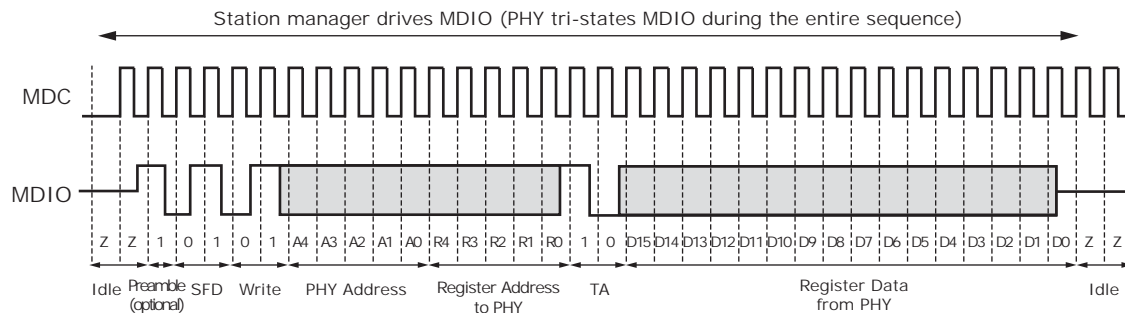 Station manager drives MDIO (PHY tri-states MDIO during the entire sequence)
MDC
MDIO
Z Z 1 0 1 0 1 A4 A3 A2 A1 A0 R4 R3 R2 R1 R0 1 0 D15 D14 D13 D12 D11 D10 D9 D8 D7 D6 D5 D4 D3 D2 D1 D0 Z Z
Idle Preamble (optional) SFD Write PHY Address Register Address to PHY TA Register Data from PHY Idle